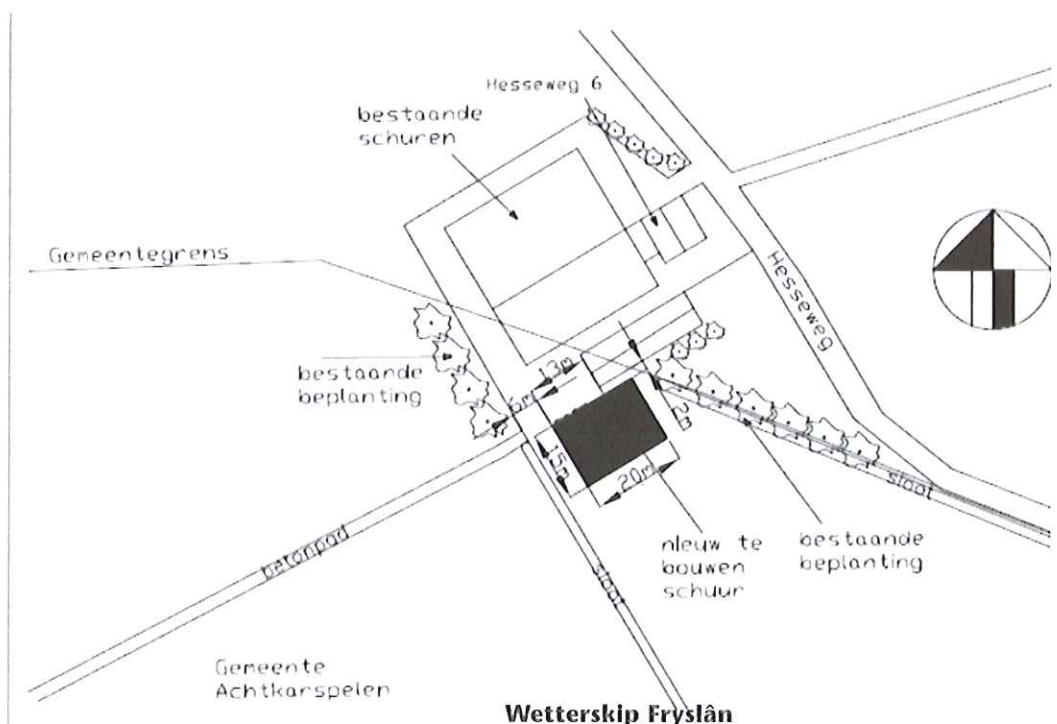 Hesseweg 6
bestaande
schuren
Gemeentegrens
Hesseweg
bestaande
beplanting
13m
6m
2m
15m
20m
sloot
betonpad
nieuw te
bouwen
schuur
bestaande
beplanting
sloot
Gemeente
Achtkarspelen
Wetterskip Fryslân